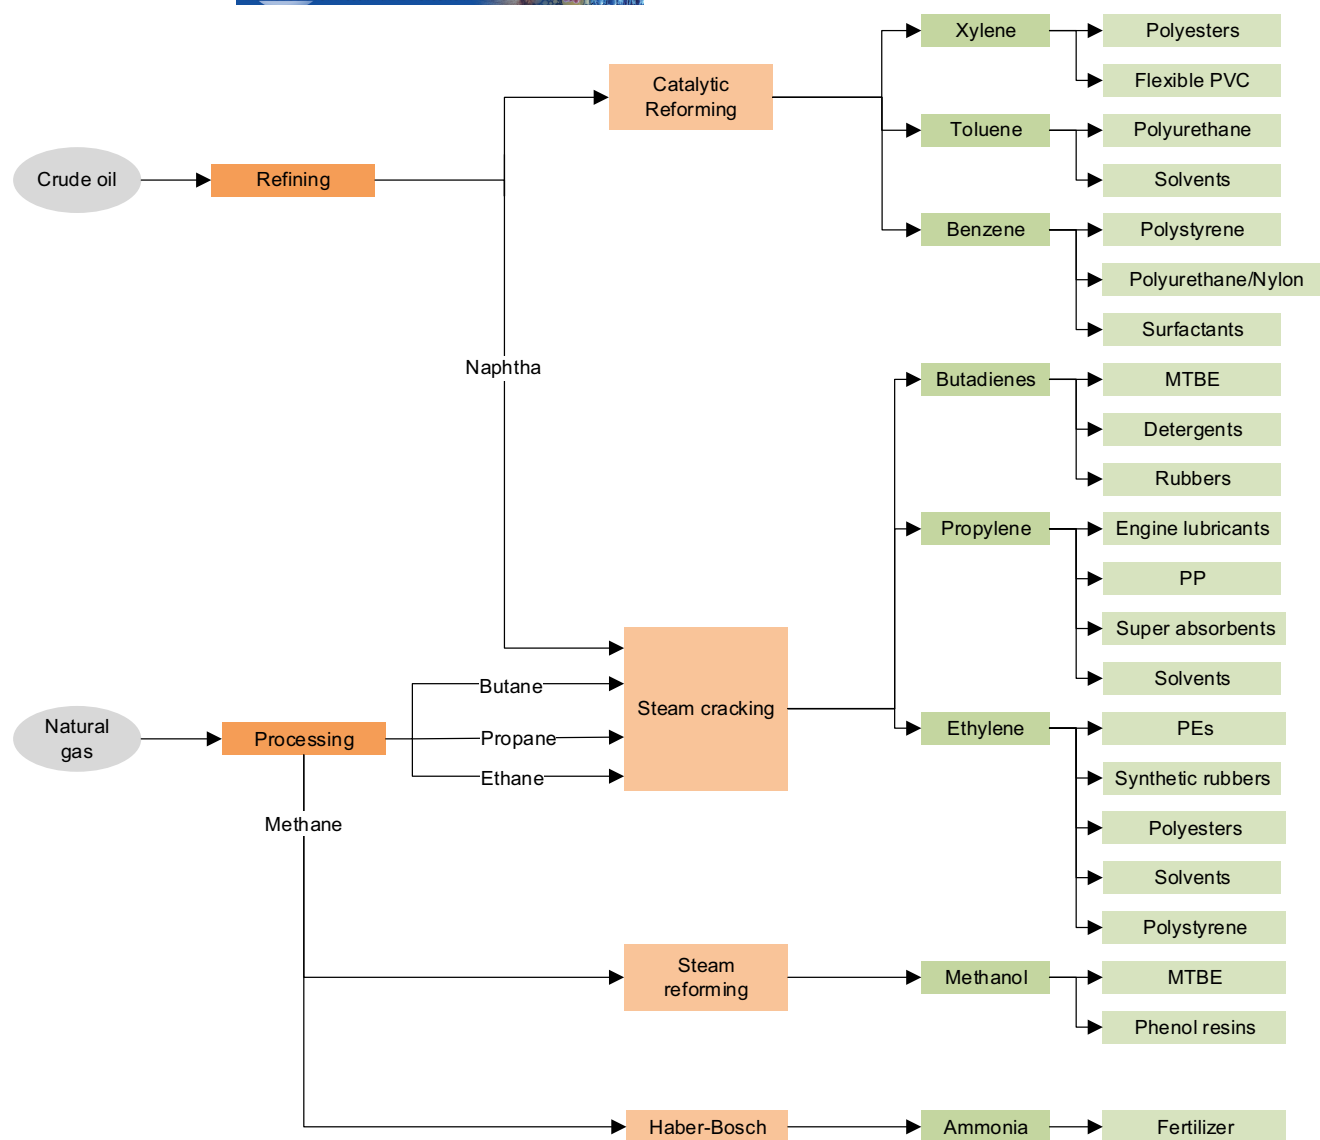 Xylene
Polyesters
Catalytic
Reforming
Flexible PVC
Toluene
Polyurethane
Crude oil
Refining
Solvents
Benzene
Polystyrene
Polyurethane/Nylon
Surfactants
Naphtha
Butadienes
MTBE
Detergents
Rubbers
Propylene
Engine lubricants
PP
Super absorbents
Solvents
Butane
Natural
gas
Processing
Propane
Steam cracking
Ethylene
PEs
Ethane
Synthetic rubbers
Methane
Polyesters
Solvents
Polystyrene
Steam
reforming
Methanol
MTBE
Phenol resins
Haber-Bosch
Ammonia
Fertilizer